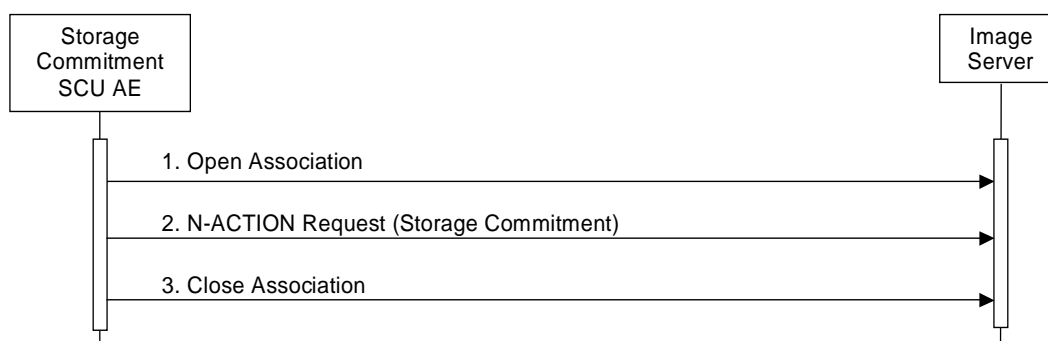 Storage
Commitment
SCU AE
Image
Server
1. Open Association
2. N-ACTION Request (Storage Commitment)
3. Close Association